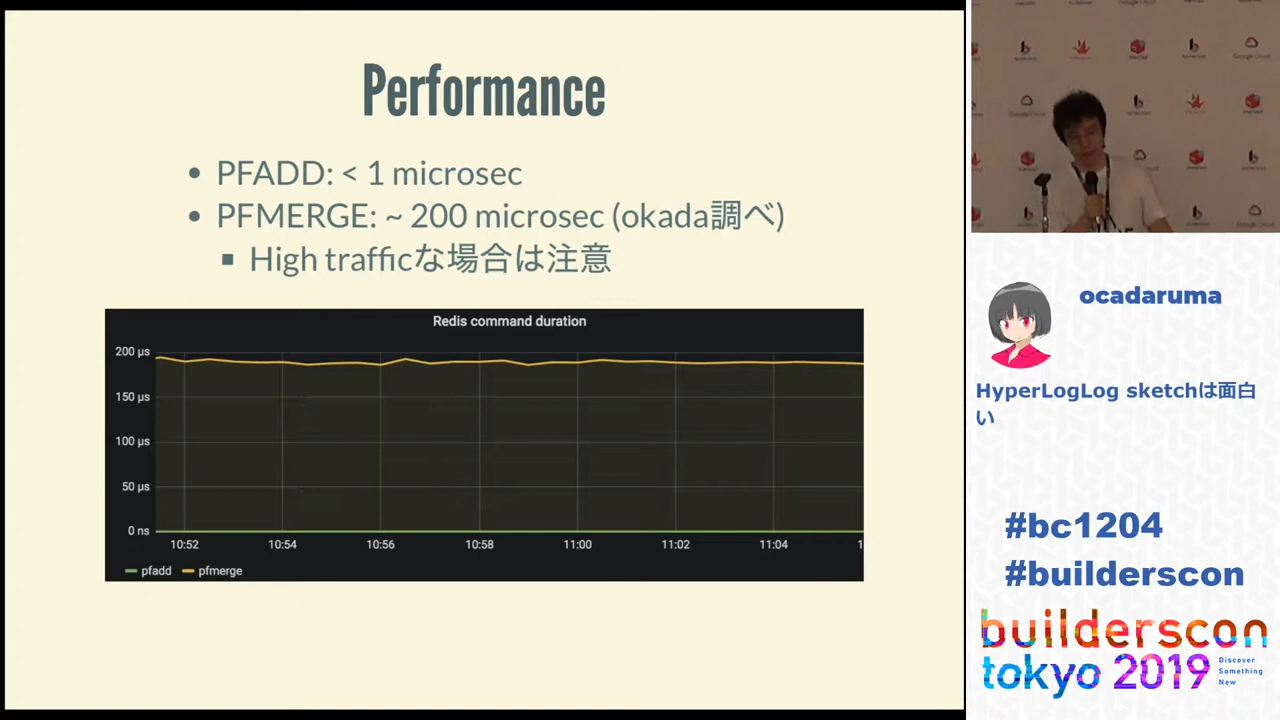 Performance
PFADD: < 1 microsec
PFMERGE: ~ 200 microsec (okada調べ)
High trafficな場合は注意
Redis command duration
200 µs
150 µs
100 µs
50 µs
0 ns
10:52 10:54 10:56 10:58 11:00 11:02 11:04 1
pfadd pfmerge
ocadaruma
HyperLogLog sketchは面白
い
#bc1204
#builderscon
builderscon
tokyo 2019
Discover
Something
New